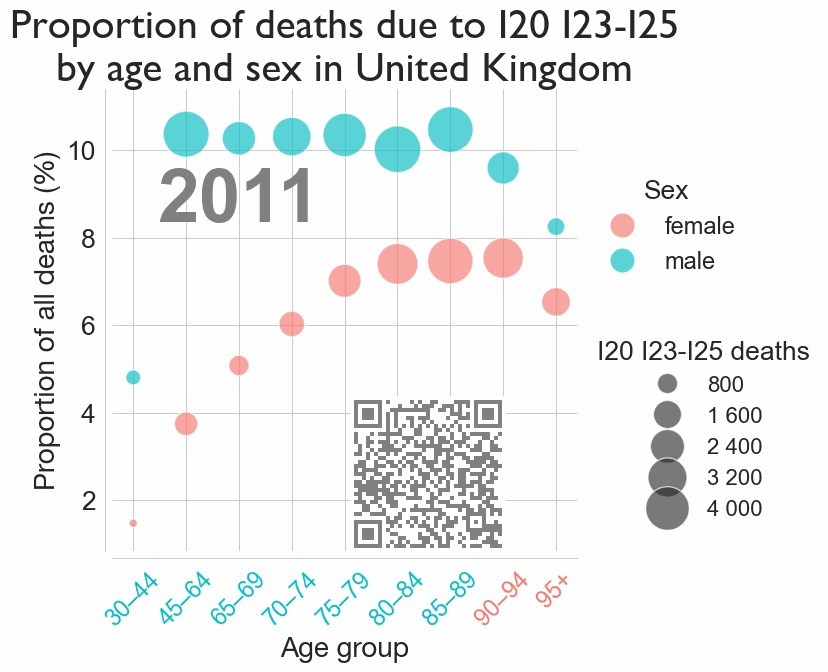 Proportion of deaths due to I20 I23-I25
by age and sex in United Kingdom
Proportion of all deaths (%)
10
8
6
4
2
2011
30–44
45–64
65–69
70–74
75–79
80–84
85–89
90–94
95+
Age group
Sex
female
male
I20 I23-I25 deaths
800
1 600
2 400
3 200
4 000